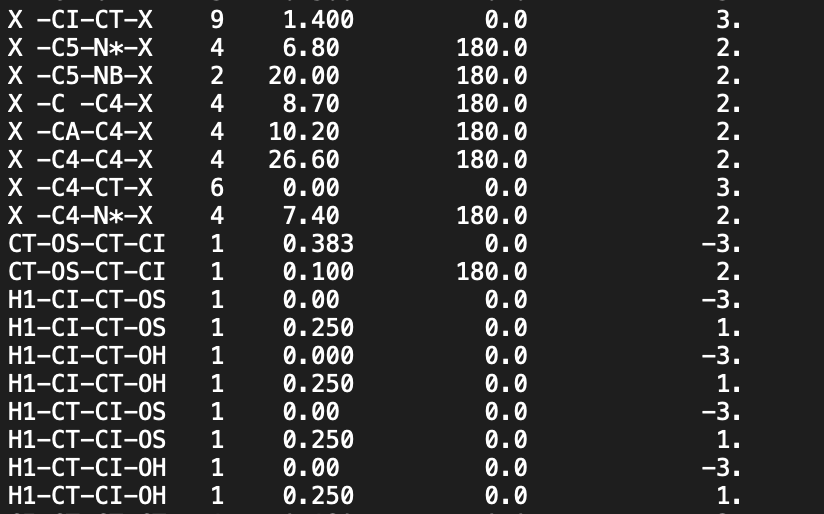 X -CI-CT-X   9    1.400         0.0             3.
X -C5-N*-X   4    6.80        180.0             2.
X -C5-NB-X   2   20.00        180.0             2.
X -C -C4-X   4    8.70        180.0             2.
X -CA-C4-X   4   10.20        180.0             2.
X -C4-C4-X   4   26.60        180.0             2.
X -C4-CT-X   6    0.00          0.0             3.
X -C4-N*-X   4    7.40        180.0             2.
CT-OS-CT-CI   1    0.383         0.0            -3.
CT-OS-CT-CI   1    0.100       180.0             2.
H1-CI-CT-OS   1    0.00          0.0            -3.
H1-CI-CT-OS   1    0.250         0.0             1.
H1-CI-CT-OH   1    0.000         0.0            -3.
H1-CI-CT-OH   1    0.250         0.0             1.
H1-CT-CI-OS   1    0.00          0.0            -3.
H1-CT-CI-OS   1    0.250         0.0             1.
H1-CT-CI-OH   1    0.00          0.0            -3.
H1-CT-CI-OH   1    0.250         0.0             1.